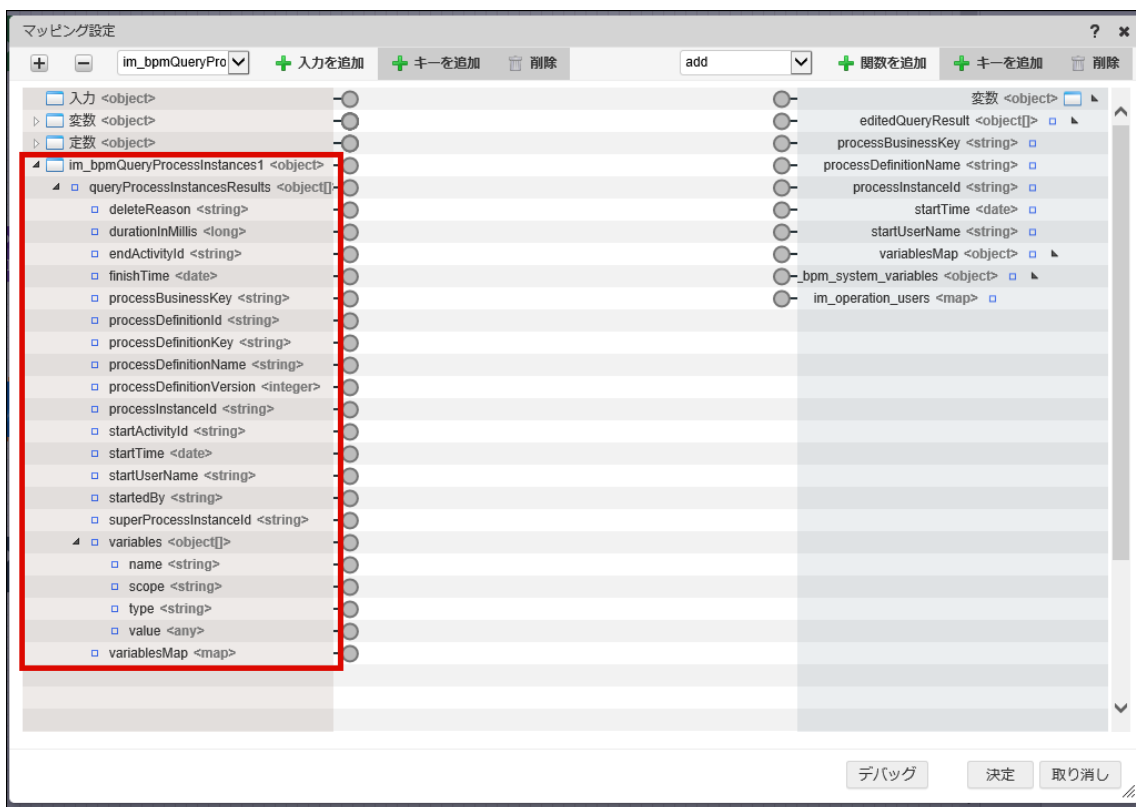 マッピング設定 ? ×
im_bpmQueryPro 入力を追加 キーを追加 削除 add 関数を追加 キーを追加 削除
入力 <object> 変数 <object>
変数 <object> editedQueryResult <object[]>
定数 <object> processBusinessKey <string>
im_bpmQueryProcessInstances1 <object> processDefinitionName <string>
queryProcessInstancesResults <object[]> processInstanceId <string>
deleteReason <string> startTime <date>
durationInMillis <long> startUserName <string>
endActivityId <string> variablesMap <object>
finishTime <date> _bpm_system_variables <object>
processBusinessKey <string> im_operation_users <map>
processDefinitionId <string>
processDefinitionKey <string>
processDefinitionName <string>
processDefinitionVersion <integer>
processInstanceId <string>
startActivityId <string>
startTime <date>
startUserName <string>
startedBy <string>
superProcessInstanceId <string>
variables <object[]>
name <string>
scope <string>
type <string>
value <any>
variablesMap <map>
デバッグ 決定 取り消し